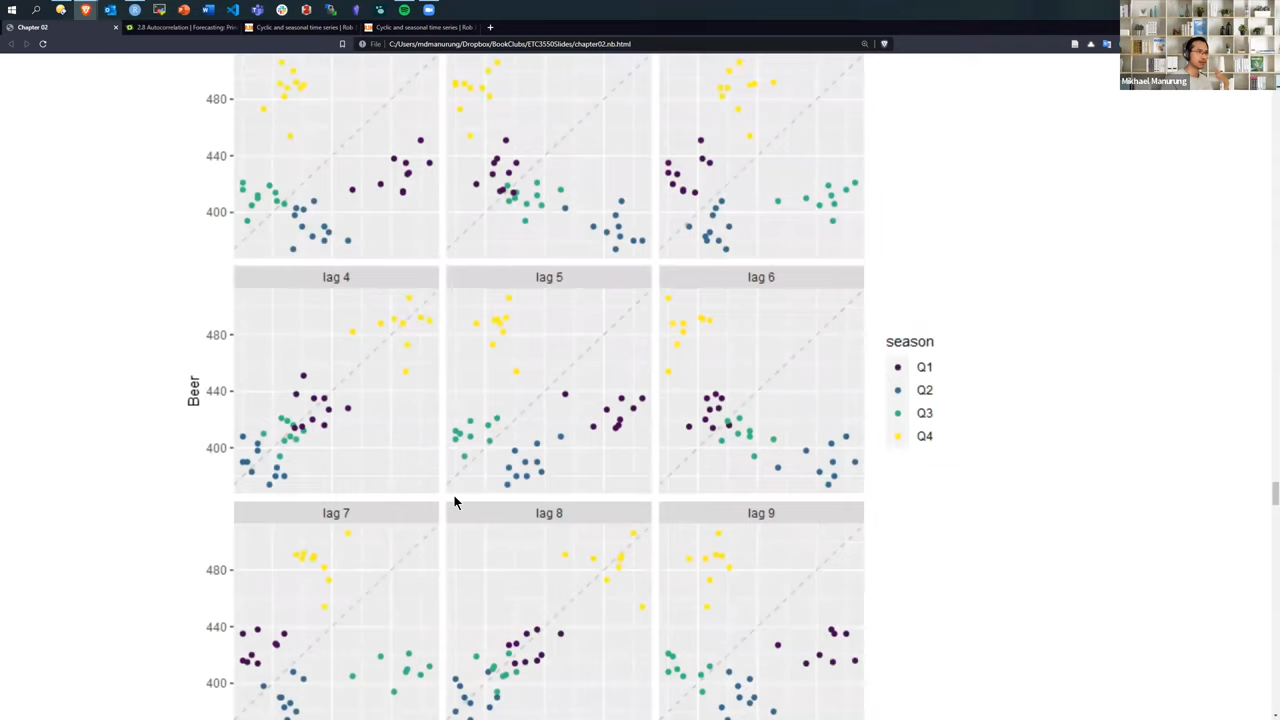 Chapter 02
2.8 Autocorrelation | Forecasting: Prin
Cyclic and seasonal time series | Rob
Cyclic and seasonal time series | Rob
File
C:/Users/mdmanurung/Dropbox/BookClubs/ETC3550Slides/chapter02.nb.html
Mikhael Manurung
480
440
400
lag 4
lag 5
lag 6
480
440
400
Beer
season
Q1
Q2
Q3
Q4
lag 7
lag 8
lag 9
480
440
400